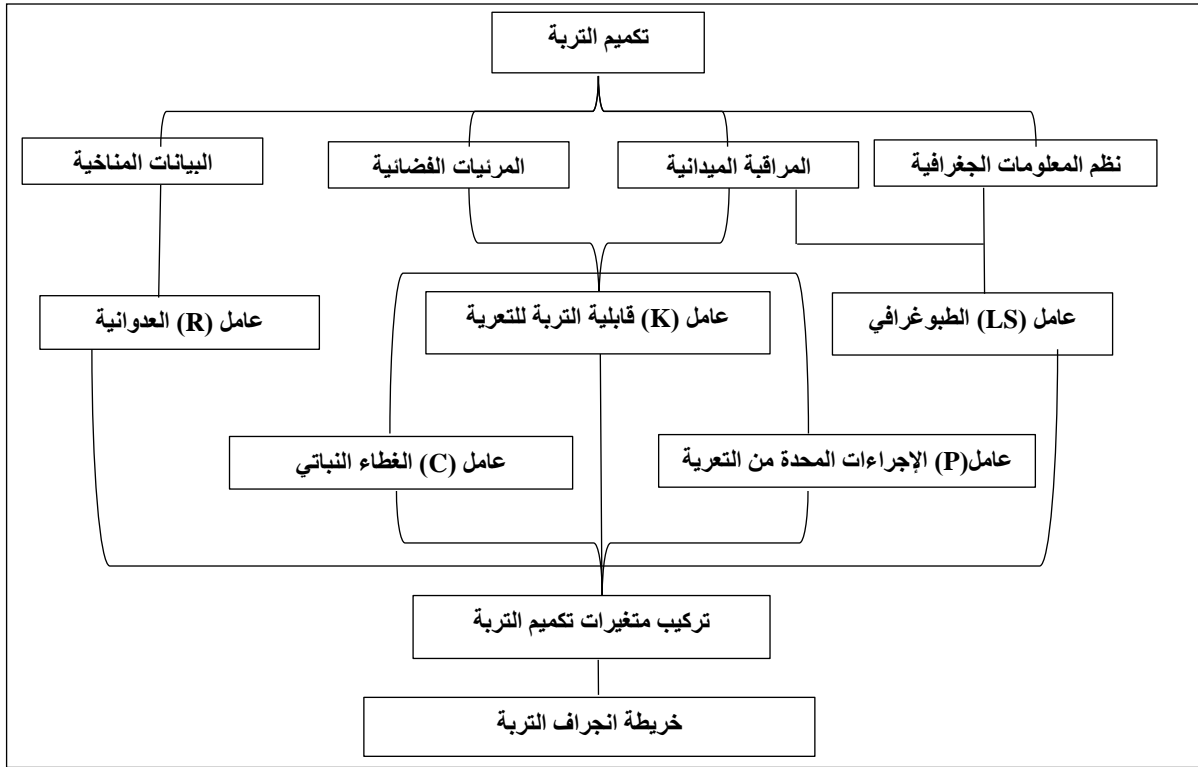 تكميم التربة
نظم المعلومات الجغرافية
المراقبة الميدانية
المرئيات الفضائية
البيانات المناخية
عامل (LS) الطبوغرافي
عامل (K) قابلية التربة للتعرية
عامل (R) العدوانية
عامل(P) الإجراءات المحدة من التعرية
عامل (C) الغطاء النباتي
تركيب متغيرات تكميم التربة
خريطة انجراف التربة